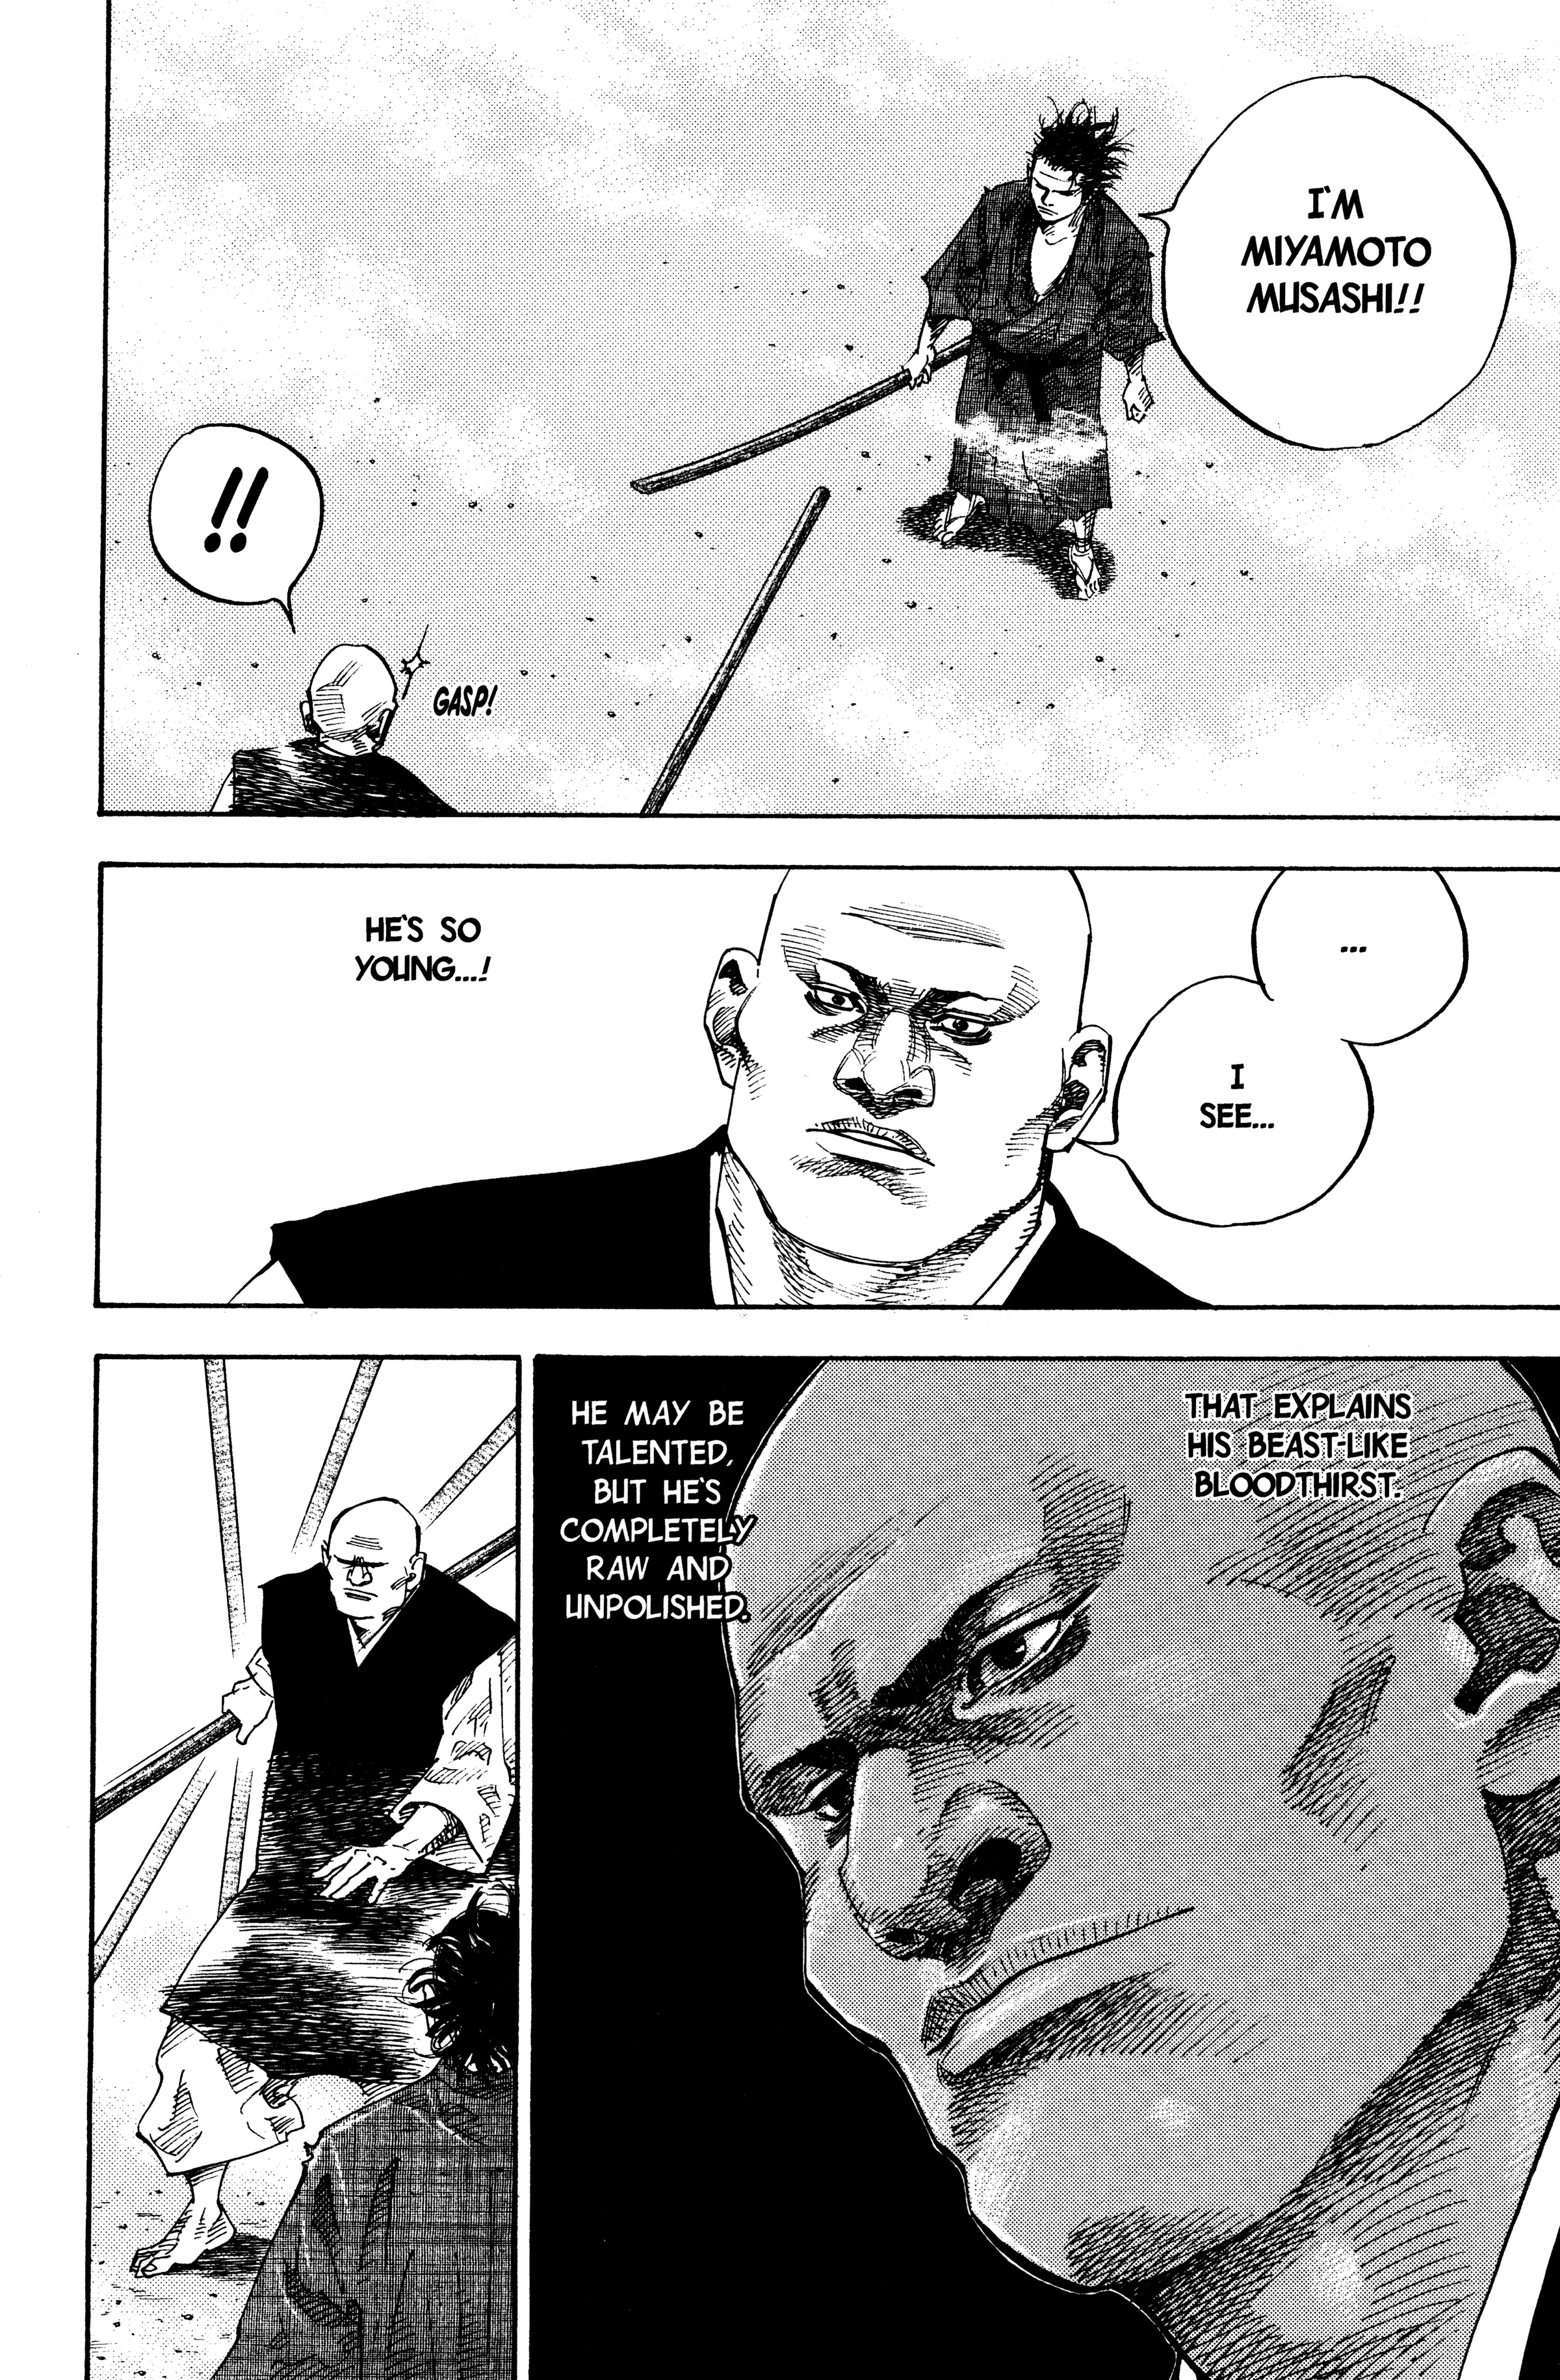 I'M
MIYAMOTO
MUSASHI!!
!!
GASP!
...
I
SEE...
HE'S SO
YOUNG...!
THAT EXPLAINS
HIS BEAST-LIKE
BLOODTHIRST.
HE MAY BE
TALENTED,
BUT HE'S
COMPLETELY
RAW AND
UNPOLISHED.